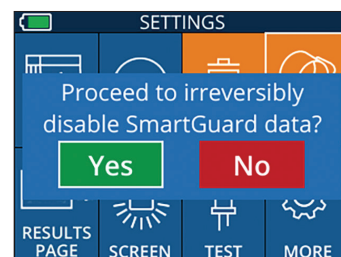 SETTINGS
Proceed to irreversibly
disable SmartGuard data?
Yes
No
RESULTS
PAGE
SCREEN
TEST
MORE